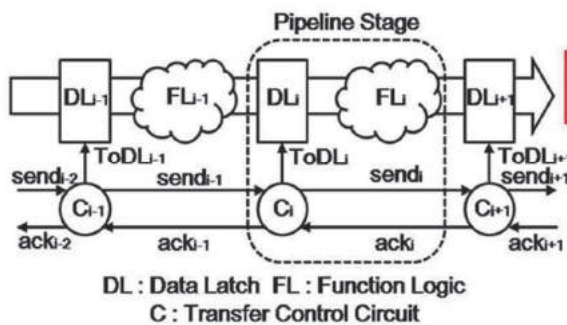 Pipeline Stage
DLi-1 FLi-1 DLi FLi DLi+1
ToDLi-1 ToDLi ToDLi+1
sendi-2 sendi-1 sendi sendi+1
Ci-1 Ci Ci+1
acki-2 acki-1 acki acki+1
DL : Data Latch FL : Function Logic
C : Transfer Control Circuit